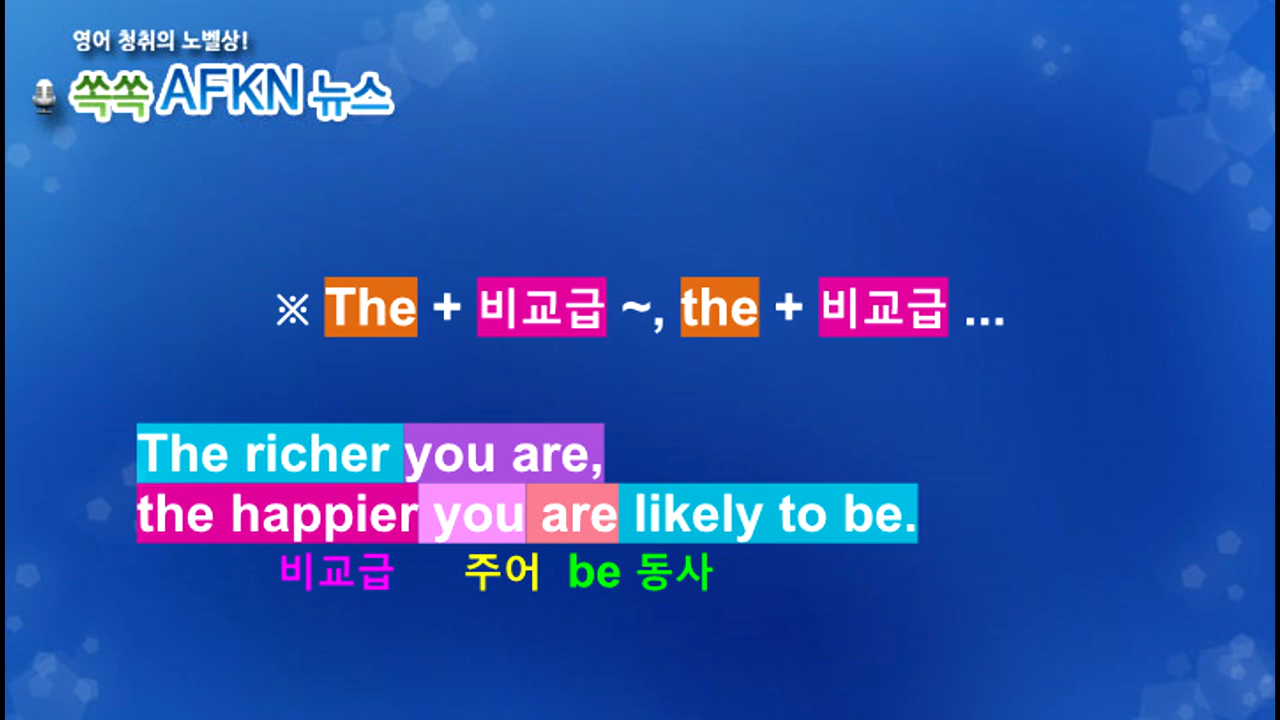 영어 청취의 노벨상!
쏙쏙 AFKN 뉴스
※ The + 비교급 ~, the + 비교급 ...
The richer you are,
the happier you are likely to be.
비교급 주어 be 동사